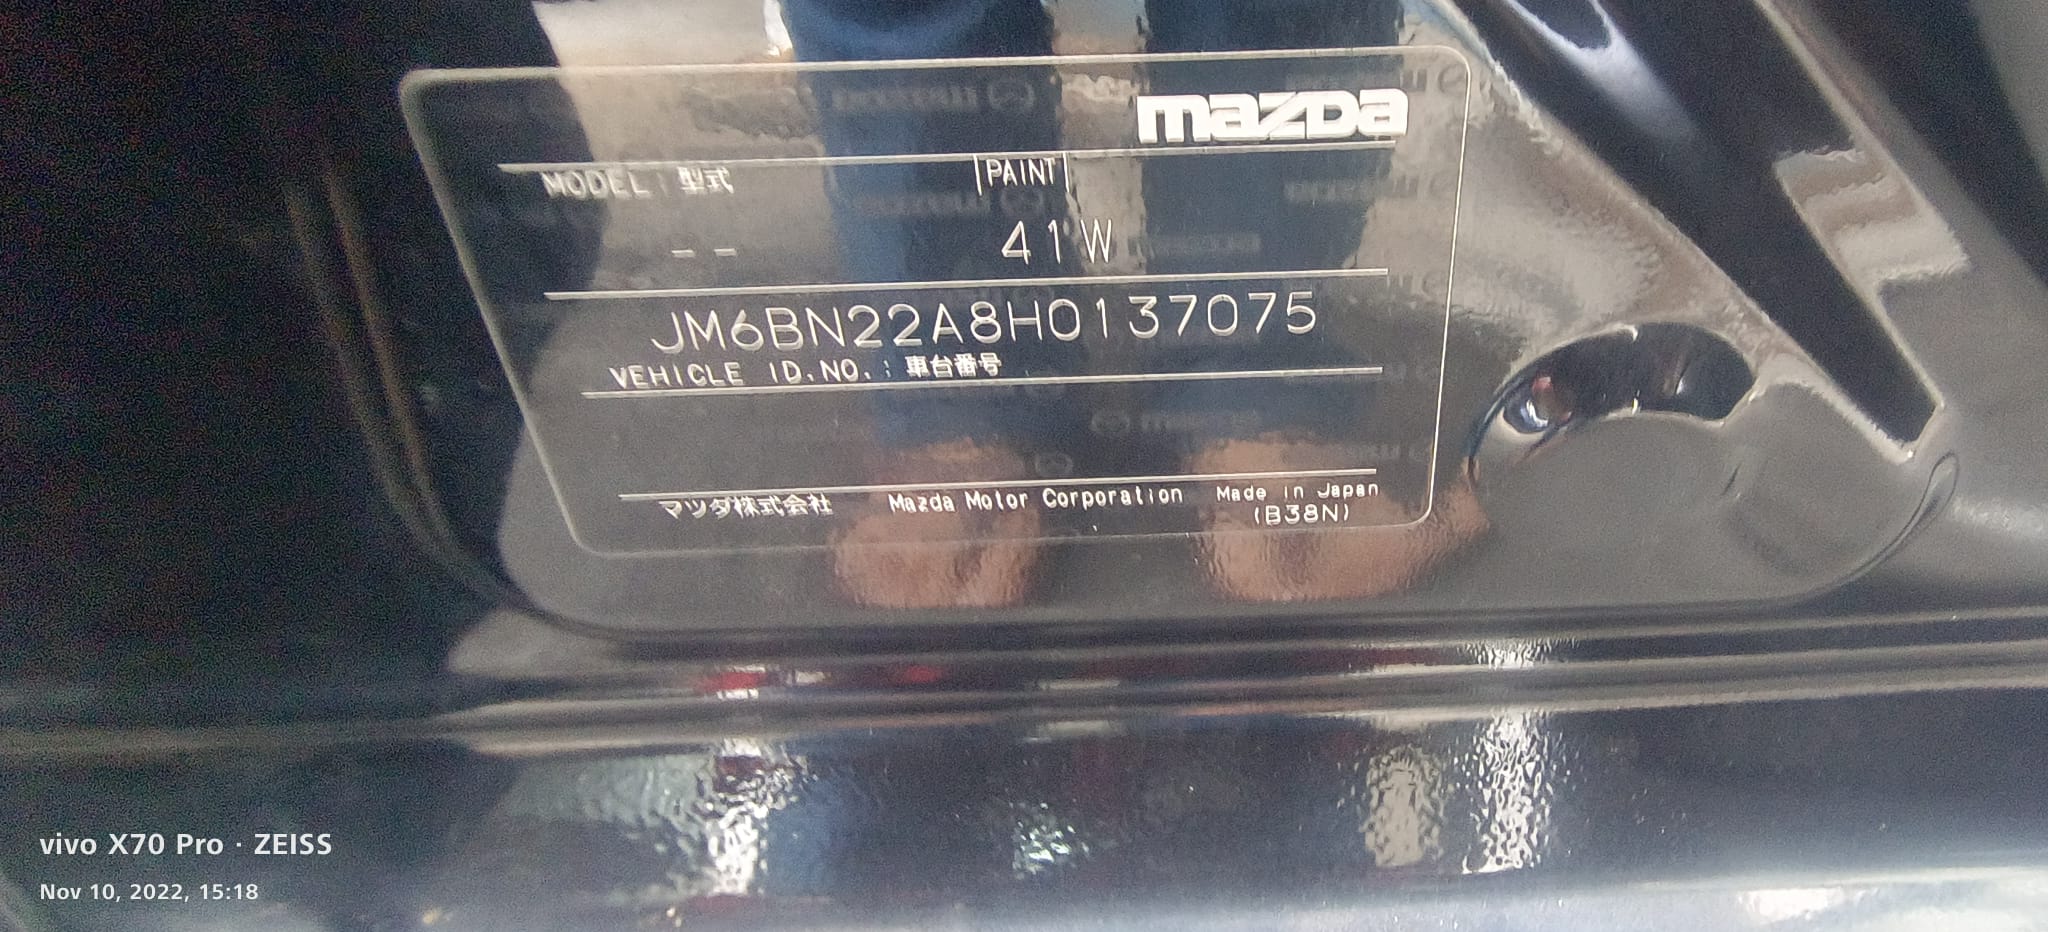 mazda
MODEL : 型式 PAINT
-- 41W
JM6BN22A8H0137075
VEHICLE ID.NO. : 車台番号
マツダ株式会社 Mazda Motor Corporation Made in Japan
(B38N)
vivo X70 Pro · ZEISS
Nov 10, 2022, 15:18